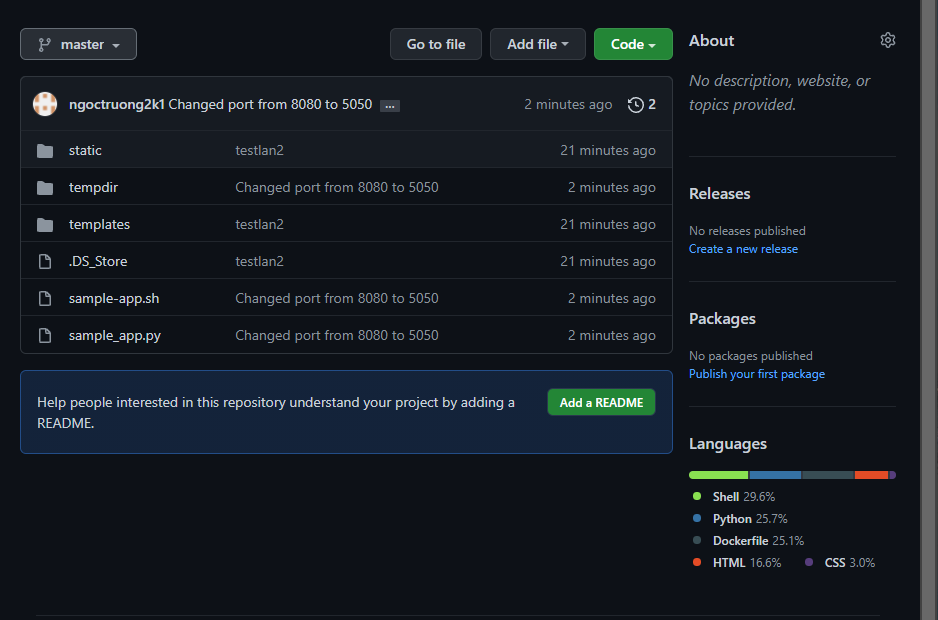 master
Go to file
Add file
Code
ngoctruong2k1 Changed port from 8080 to 5050 ...
2 minutes ago
2
static testlan2 21 minutes ago
tempdir Changed port from 8080 to 5050 2 minutes ago
templates testlan2 21 minutes ago
.DS_Store testlan2 21 minutes ago
sample-app.sh Changed port from 8080 to 5050 2 minutes ago
sample_app.py Changed port from 8080 to 5050 2 minutes ago
Help people interested in this repository understand your project by adding a
README.
Add a README
About
No description, website, or
topics provided.
Releases
No releases published
Create a new release
Packages
No packages published
Publish your first package
Languages
Shell 29.6%
Python 25.7%
Dockerfile 25.1%
HTML 16.6% CSS 3.0%